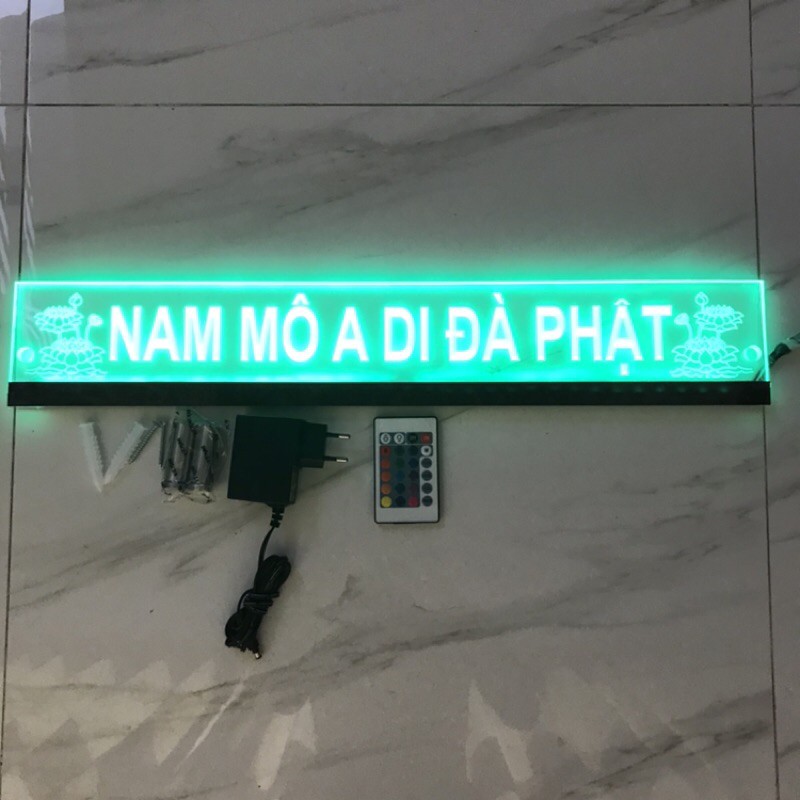 NAM MÔ A DI ĐÀ PHẬT